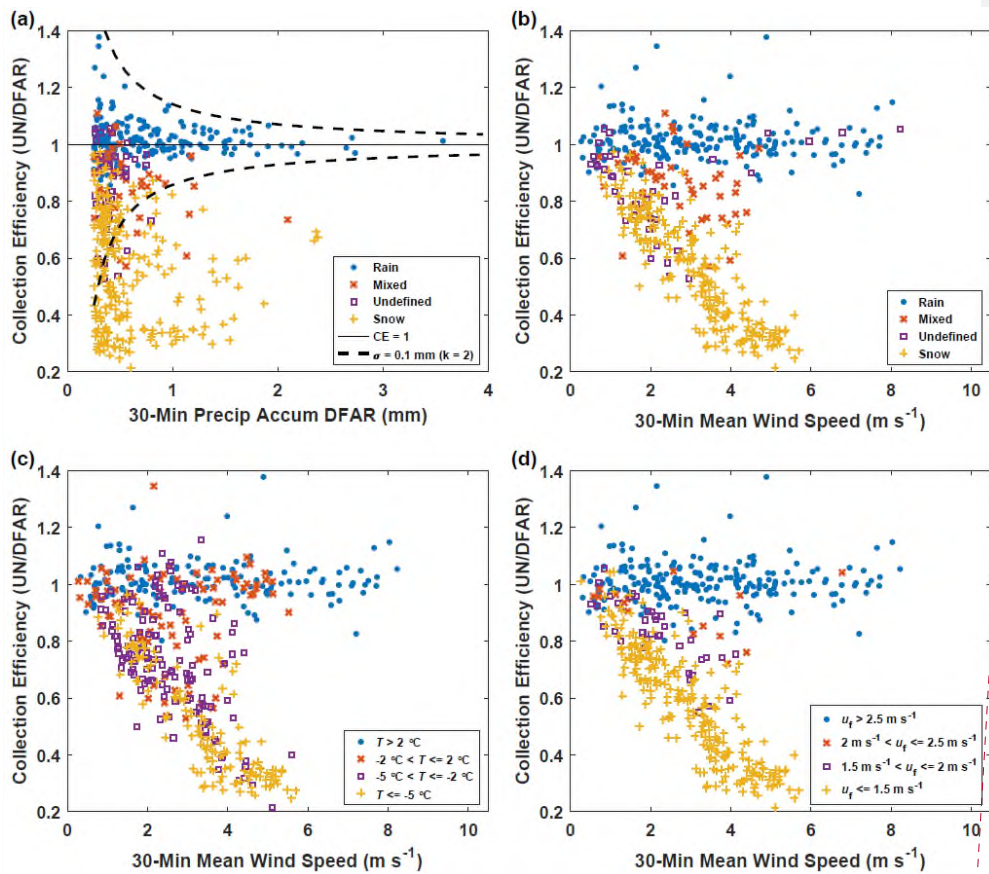 (a)
1.4
1.2
1
0.8
0.6
0.4
0.2
Collection Efficiency (UN/DFAR)
Rain
Mixed
Undefined
Snow
CE = 1
σ = 0.1 mm (k = 2)
0 1 2 3 4
30-Min Precip Accum DFAR (mm)
(b)
1.4
1.2
1
0.8
0.6
0.4
0.2
Collection Efficiency (UN/DFAR)
Rain
Mixed
Undefined
Snow
0 2 4 6 8 10
30-Min Mean Wind Speed (m s⁻¹)
(c)
1.4
1.2
1
0.8
0.6
0.4
0.2
Collection Efficiency (UN/DFAR)
T > 2 °C
-2 °C < T <= 2 °C
-5 °C < T <= -2 °C
T <= -5 °C
0 2 4 6 8 10
30-Min Mean Wind Speed (m s⁻¹)
(d)
1.4
1.2
1
0.8
0.6
0.4
0.2
Collection Efficiency (UN/DFAR)
u_f > 2.5 m s⁻¹
2 m s⁻¹ < u_f <= 2.5 m s⁻¹
1.5 m s⁻¹ < u_f <= 2 m s⁻¹
u_f <= 1.5 m s⁻¹
0 2 4 6 8 10
30-Min Mean Wind Speed (m s⁻¹)